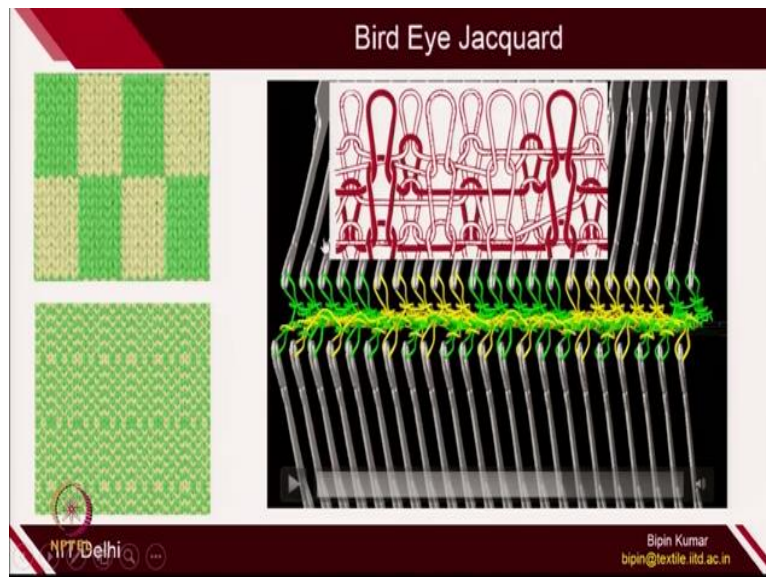 Bird Eye Jacquard
NPTEL
IIT Delhi
Bipin Kumar
bipin@textile.iitd.ac.in